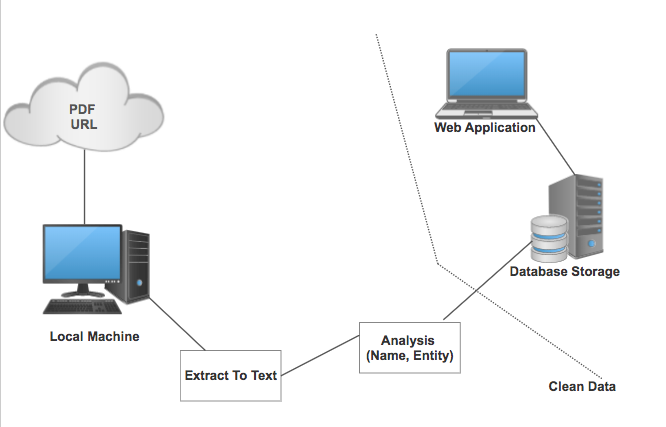 PDF
URL
Web Application
Database Storage
Local Machine
Analysis
(Name, Entity)
Extract To Text
Clean Data